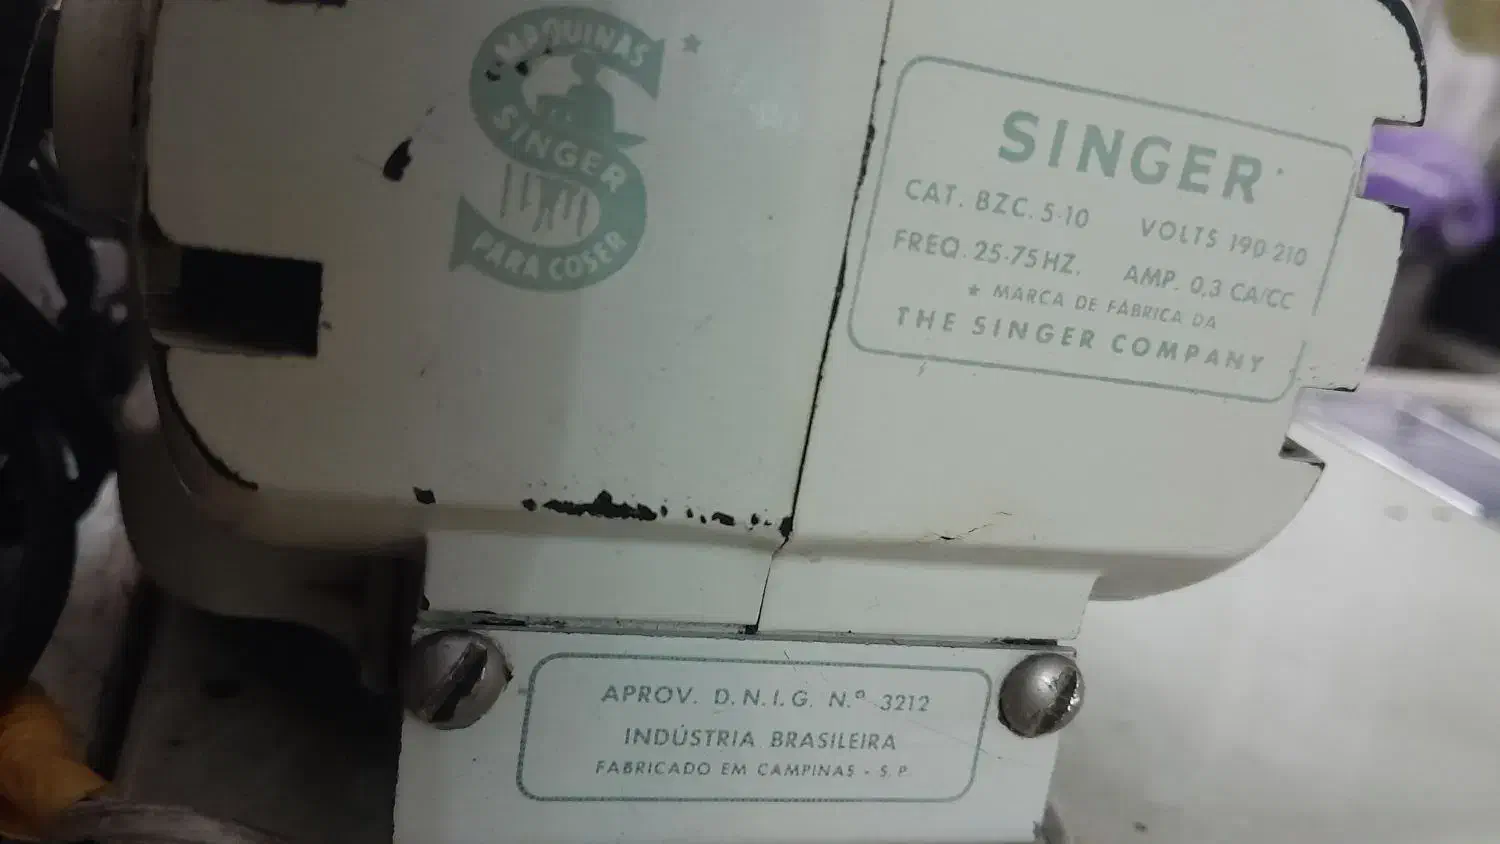 MAQUINAS
SINGER
PARA COSER
*
SINGER*
CAT. BZC. 5-10 VOLTS 190-210
FREQ. 25-75 HZ. AMP. 0,3 CA/CC
* MARCA DE FÁBRICA DA
THE SINGER COMPANY
APROV. D.N.I.G. N.º 3212
INDÚSTRIA BRASILEIRA
FABRICADO EM CAMPINAS - S.P.